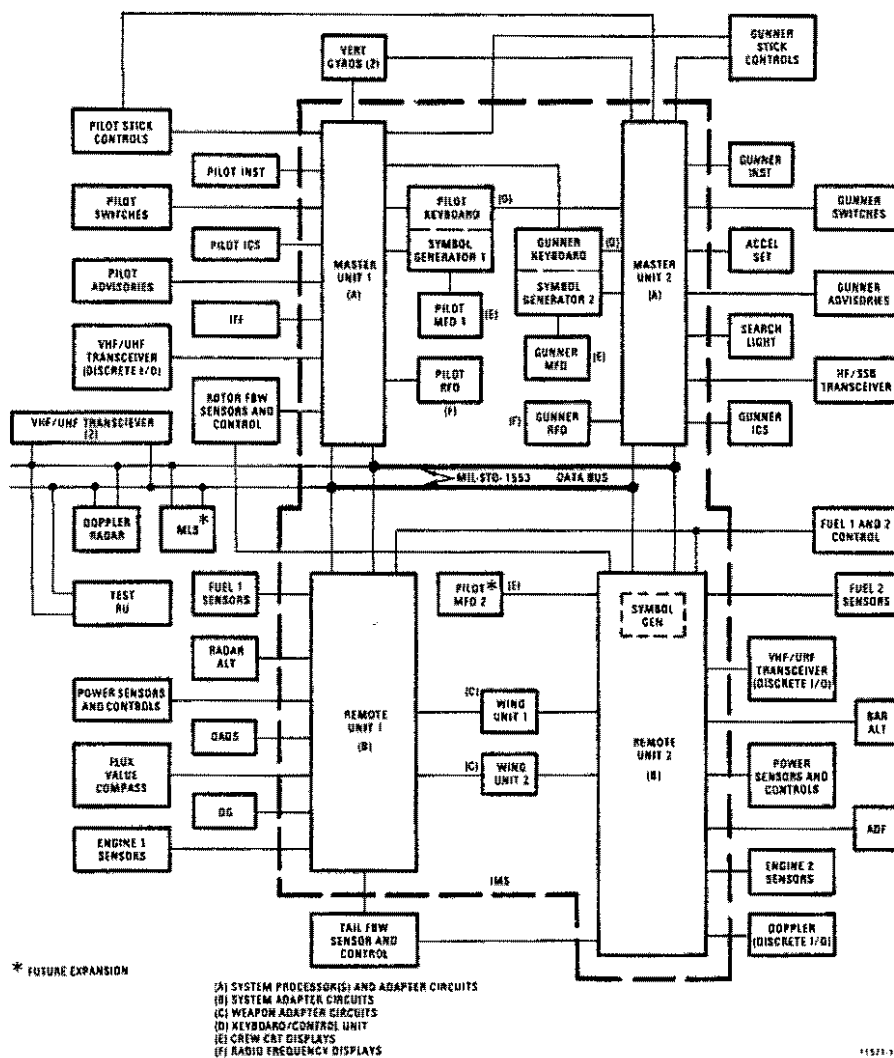 VERT
GYROS (2)
GUNNER
STICK
CONTROLS
PILOT STICK
CONTROLS
PILOT INST
PILOT
SWITCHES
PILOT ICS
PILOT
ADVISORIES
IFF
VHF/UHF
TRANSCEIVER
(DISCRETE I/O)
ROTOR FBW
SENSORS AND
CONTROL
MASTER
UNIT 1
(A)
PILOT
KEYBOARD
(D)
SYMBOL
GENERATOR 1
PILOT
MFD 1
(E)
PILOT
RFD
(F)
GUNNER
KEYBOARD
(D)
SYMBOL
GENERATOR 2
GUNNER
MFD
(E)
(F)
GUNNER
RFD
MASTER
UNIT 2
(A)
GUNNER
INST
GUNNER
SWITCHES
ACCEL
SET
GUNNER
ADVISORIES
SEARCH
LIGHT
HF/SSB
TRANSCEIVER
GUNNER
ICS
VHF/UHF TRANSCIEVER
(2)
MIL-STD-1553 DATA BUS
DOPPLER
RADAR
MLS *
TEST
RU
FUEL 1 AND 2
CONTROL
FUEL 1
SENSORS
RADAR
ALT
POWER SENSORS
AND CONTROLS
OADS
FLUX
VALUE
COMPASS
DG
ENGINE 1
SENSORS
REMOTE
UNIT 1
(B)
PILOT *
MFD 2
(E)
(C)
WING
UNIT 1
(C)
WING
UNIT 2
SYMBOL
GEN
REMOTE
UNIT 2
(B)
FUEL 2
SENSORS
VHF/URF
TRANSCEIVER
(DISCRETE I/O)
BAR
ALT
POWER
SENSORS AND
CONTROLS
ADF
ENGINE 2
SENSORS
DOPPLER
(DISCRETE I/O)
IMS
TAIL FBW
SENSOR AND
CONTROL
* FUTURE EXPANSION
(A) SYSTEM PROCESSOR(S) AND ADAPTER CIRCUITS
(B) SYSTEM ADAPTER CIRCUITS
(C) WEAPON ADAPTER CIRCUITS
(D) KEYBOARD/CONTROL UNIT
(E) CREW CRT DISPLAYS
(F) RADIO FREQUENCY DISPLAYS